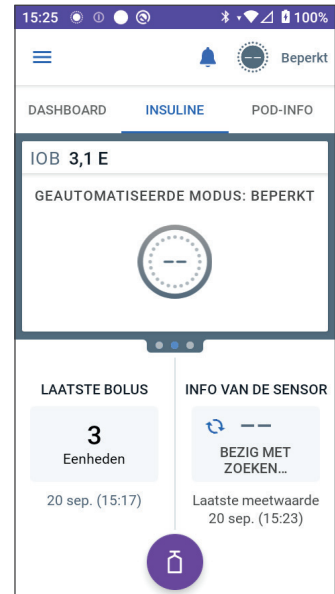 15:25 100%
-- Beperkt
DASHBOARD INSULINE POD-INFO
IOB 3,1 E
GEAUTOMATISEERDE MODUS: BEPERKT
--
LAATSTE BOLUS
3
Eenheden
20 sep. (15:17)
INFO VAN DE SENSOR
--
BEZIG MET
ZOEKEN...
Laatste meetwaarde
20 sep. (15:23)